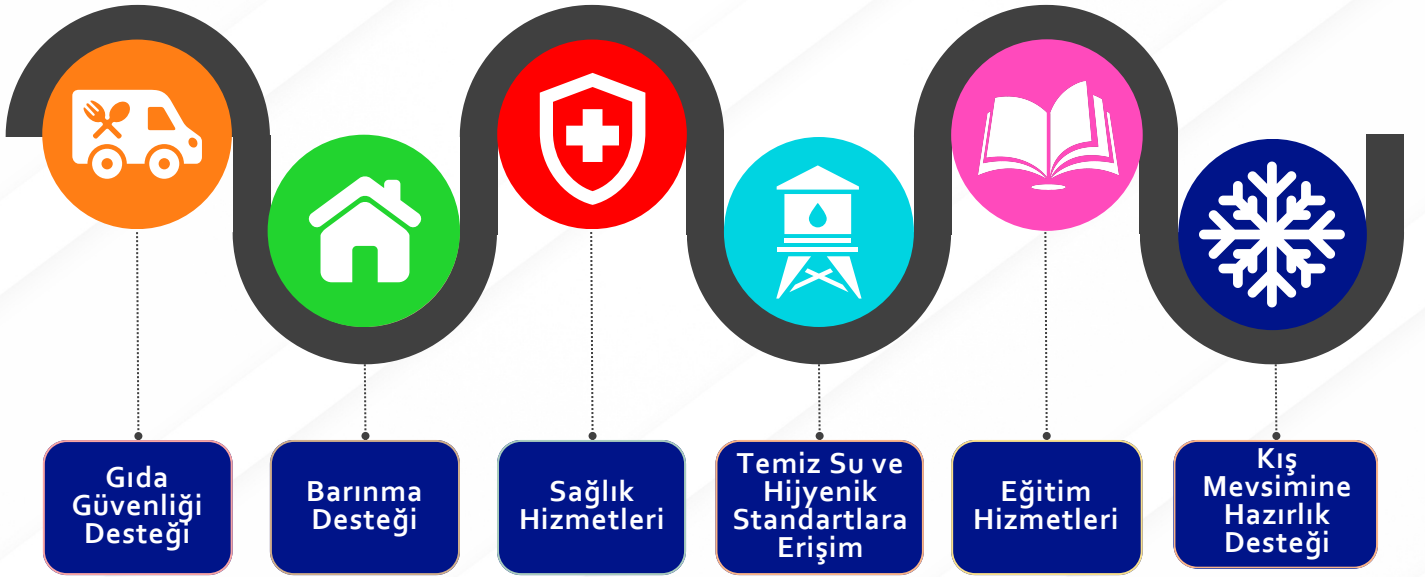 Gıda
Güvenliği
Desteği
Barınma
Desteği
Sağlık
Hizmetleri
Temiz Su ve
Hijyenik
Standartlara
Erişim
Eğitim
Hizmetleri
Kış
Mevsimine
Hazırlık
Desteği